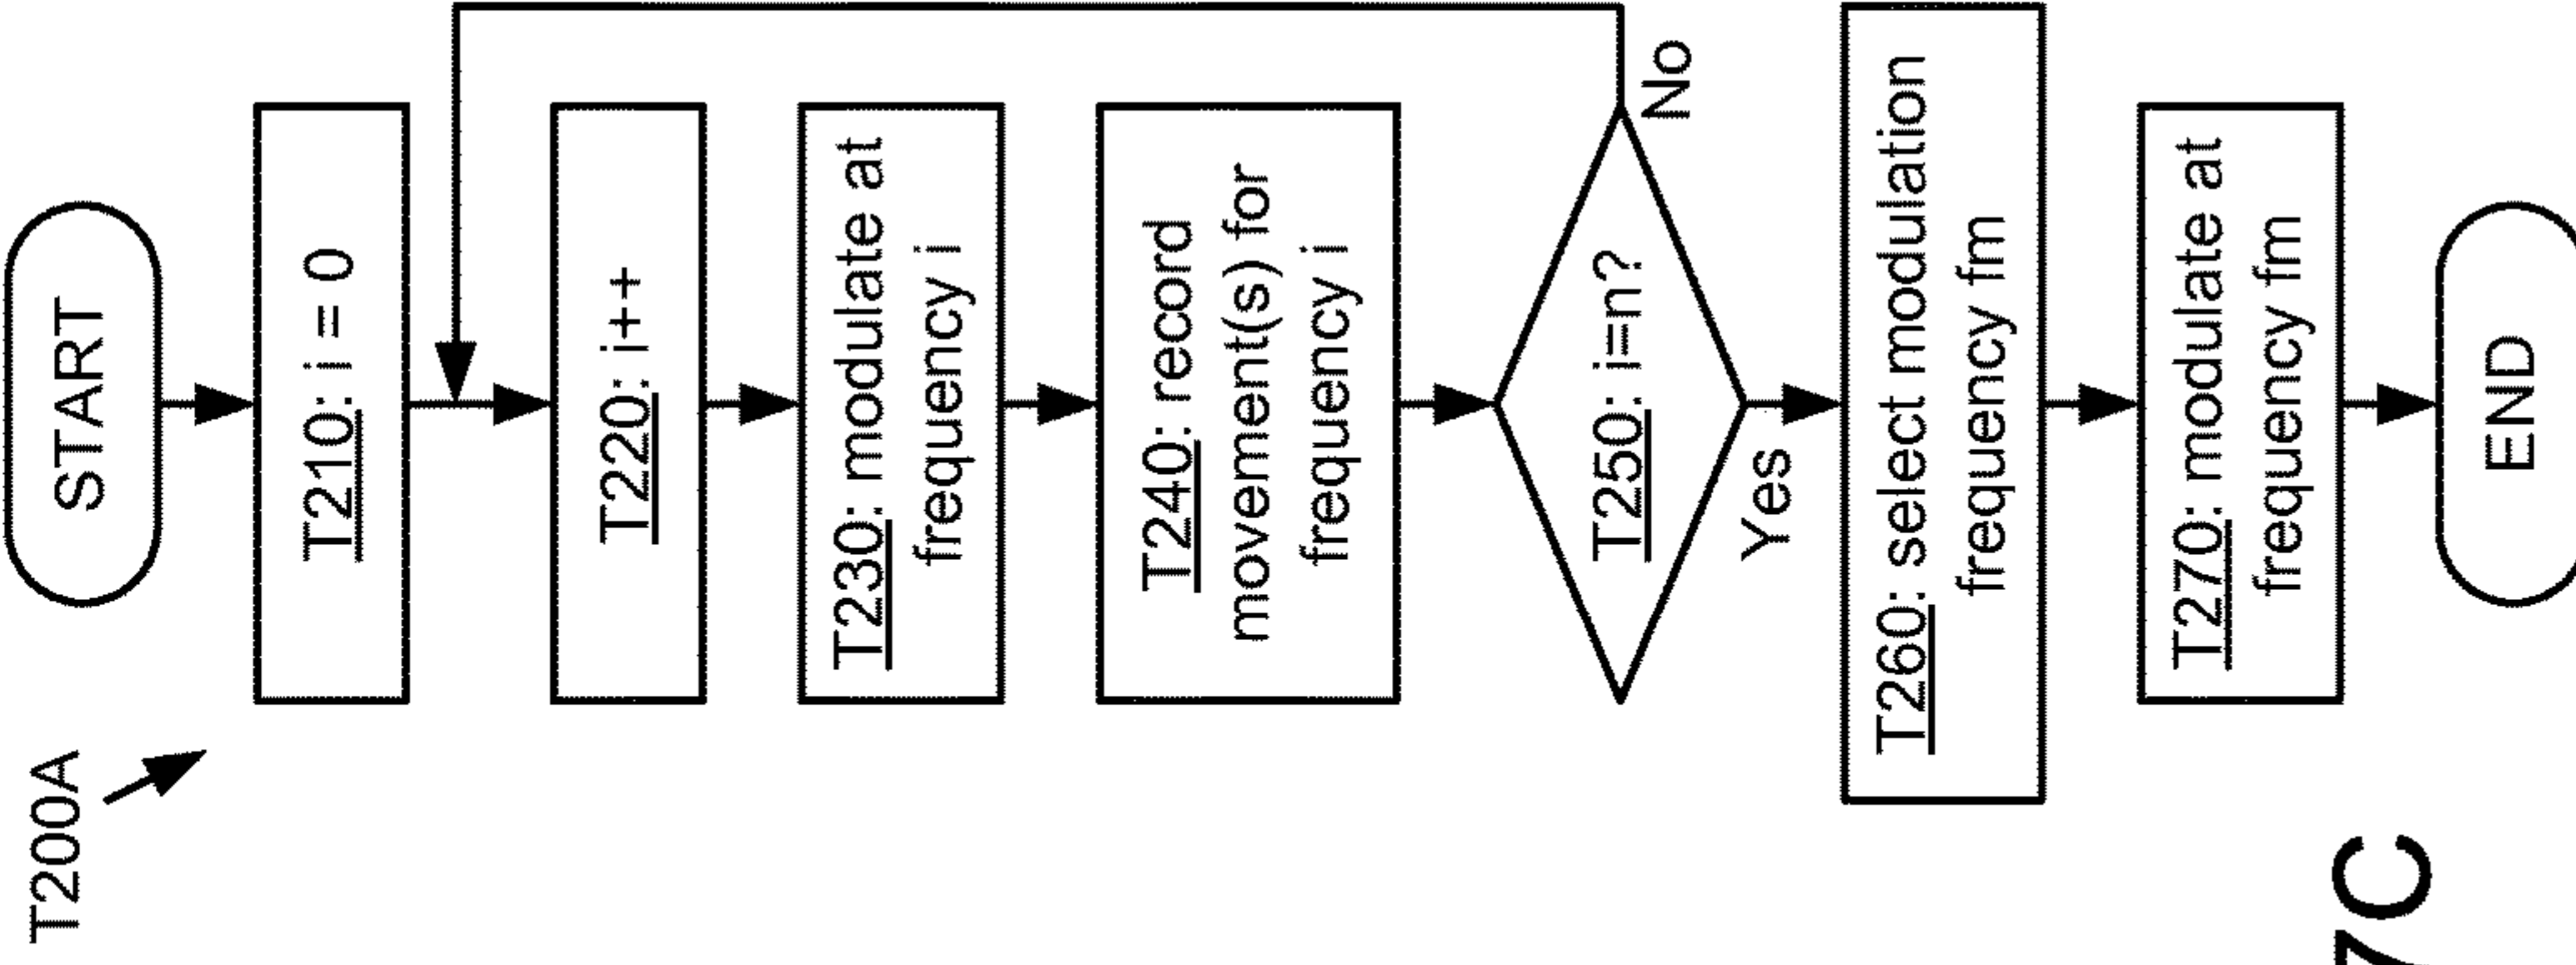 T200A
START
T210: i = 0
T220: i++
T230: modulate at
frequency i
T240: record
movement(s) for
frequency i
T250: i=n?
No
Yes
T260: select modulation
frequency fm
T270: modulate at
frequency fm
END
7C